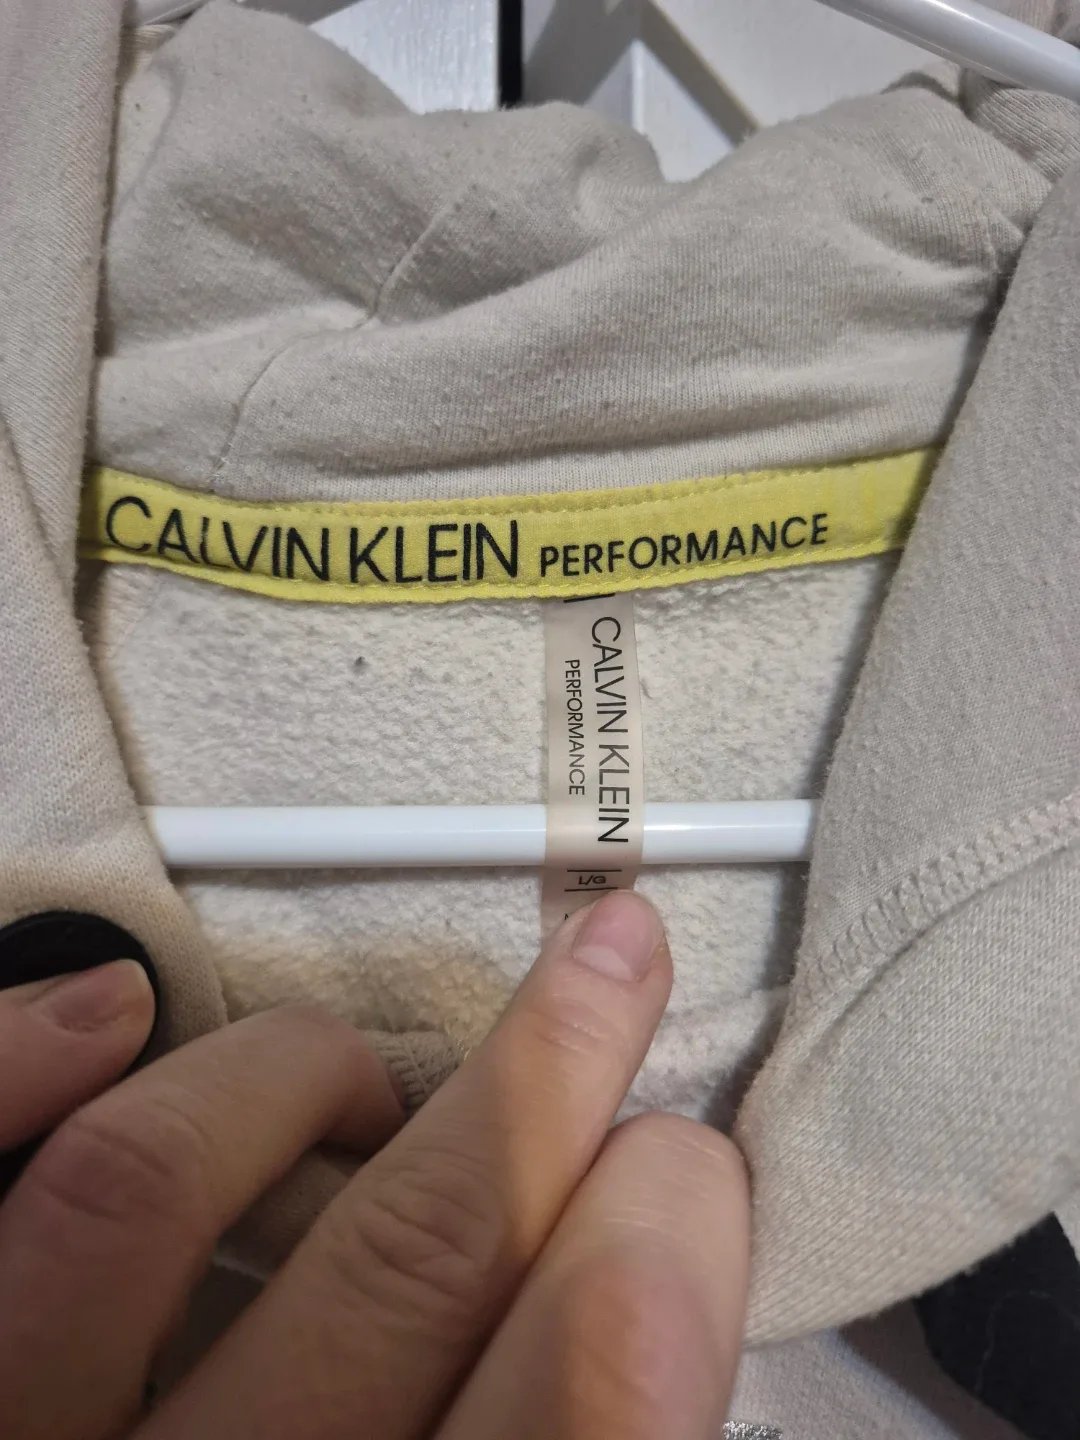 CALVIN KLEIN PERFORMANCE
CALVIN KLEIN
PERFORMANCE
L/G